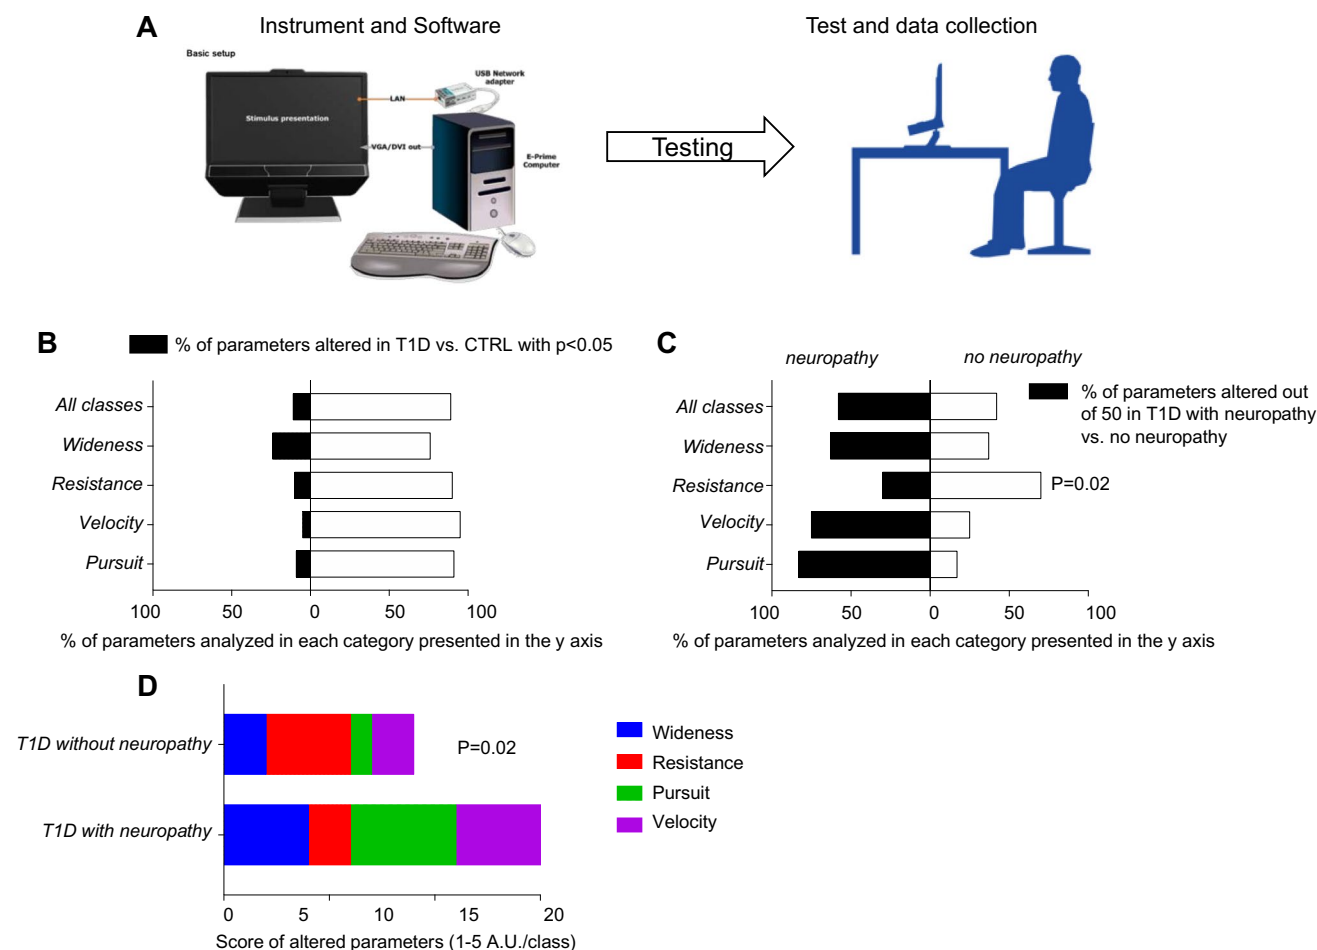 A
Instrument and Software
Test and data collection
Basic setup
USB Network
adapter
LAN
Stimulus presentation
VGA/DVI out
E-Prime
Computer
Testing
B
% of parameters altered in T1D vs. CTRL with p<0.05
All classes
Wideness
Resistance
Velocity
Pursuit
100
50
0
50
100
% of parameters analyzed in each category presented in the y axis
C
neuropathy
no neuropathy
% of parameters altered out
of 50 in T1D with neuropathy
vs. no neuropathy
All classes
Wideness
Resistance
P=0.02
Velocity
Pursuit
100
50
0
50
100
% of parameters analyzed in each category presented in the y axis
D
T1D without neuropathy
P=0.02
T1D with neuropathy
Wideness
Resistance
Pursuit
Velocity
0
5
10
15
20
Score of altered parameters (1-5 A.U./class)